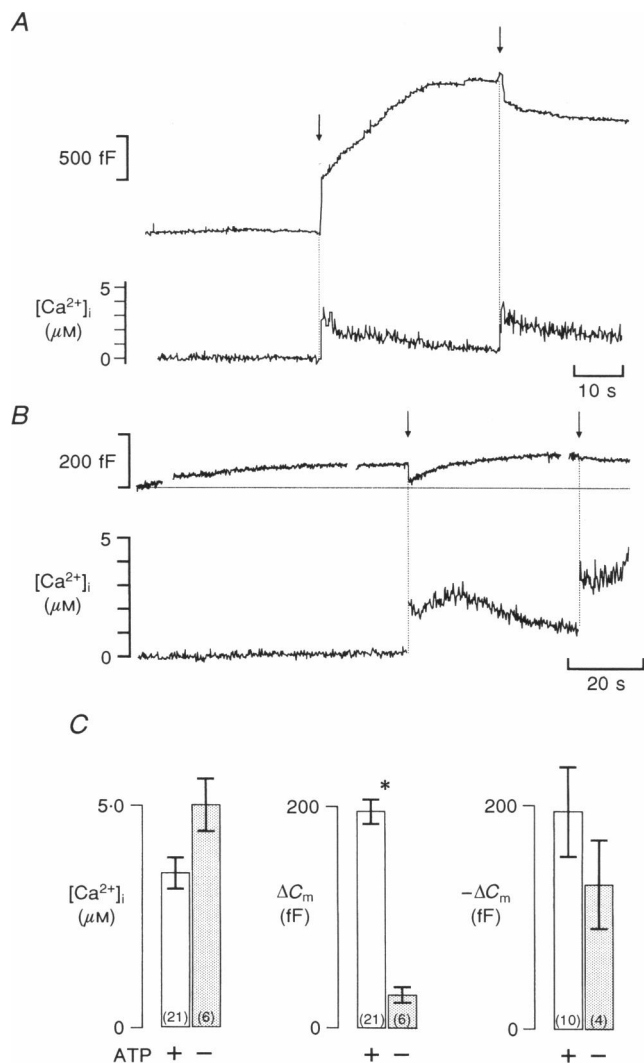 A
500 fF
5
[Ca2+]i
(µM)
0
10 s
B
200 fF
5
[Ca2+]i
(µM)
0
20 s
C
5·0
[Ca2+]i
(µM)
0
(21) (6)
200
*
ΔCm
(fF)
0
(21) (6)
200
−ΔCm
(fF)
0
(10) (4)
ATP + − + − + −